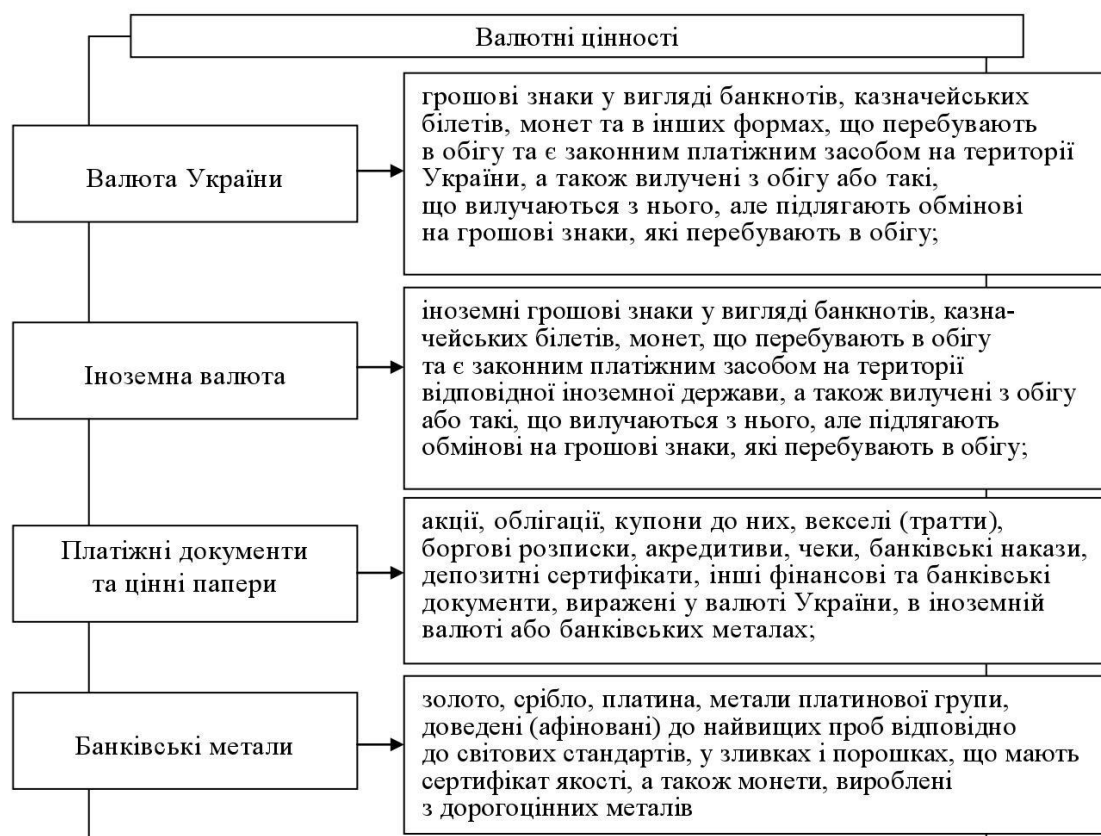 Валютні цінності
Валюта України
грошові знаки у вигляді банкнотів, казначейських
білетів, монет та в інших формах, що перебувають
в обігу та є законним платіжним засобом на території
України, а також вилучені з обігу або такі,
що вилучаються з нього, але підлягають обмінові
на грошові знаки, які перебувають в обігу;
Іноземна валюта
іноземні грошові знаки у вигляді банкнотів, казна-
чейських білетів, монет, що перебувають в обігу
та є законним платіжним засобом на території
відповідної іноземної держави, а також вилучені з обігу
або такі, що вилучаються з нього, але підлягають
обмінові на грошові знаки, які перебувають в обігу;
Платіжні документи
та цінні папери
акції, облігації, купони до них, векселі (тратти),
боргові розписки, акредитиви, чеки, банківські накази,
депозитні сертифікати, інші фінансові та банківські
документи, виражені у валюті України, в іноземній
валюті або банківських металах;
Банківські метали
золото, срібло, платина, метали платинової групи,
доведені (афіновані) до найвищих проб відповідно
до світових стандартів, у зливках і порошках, що мають
сертифікат якості, а також монети, вироблені
з дорогоцінних металів